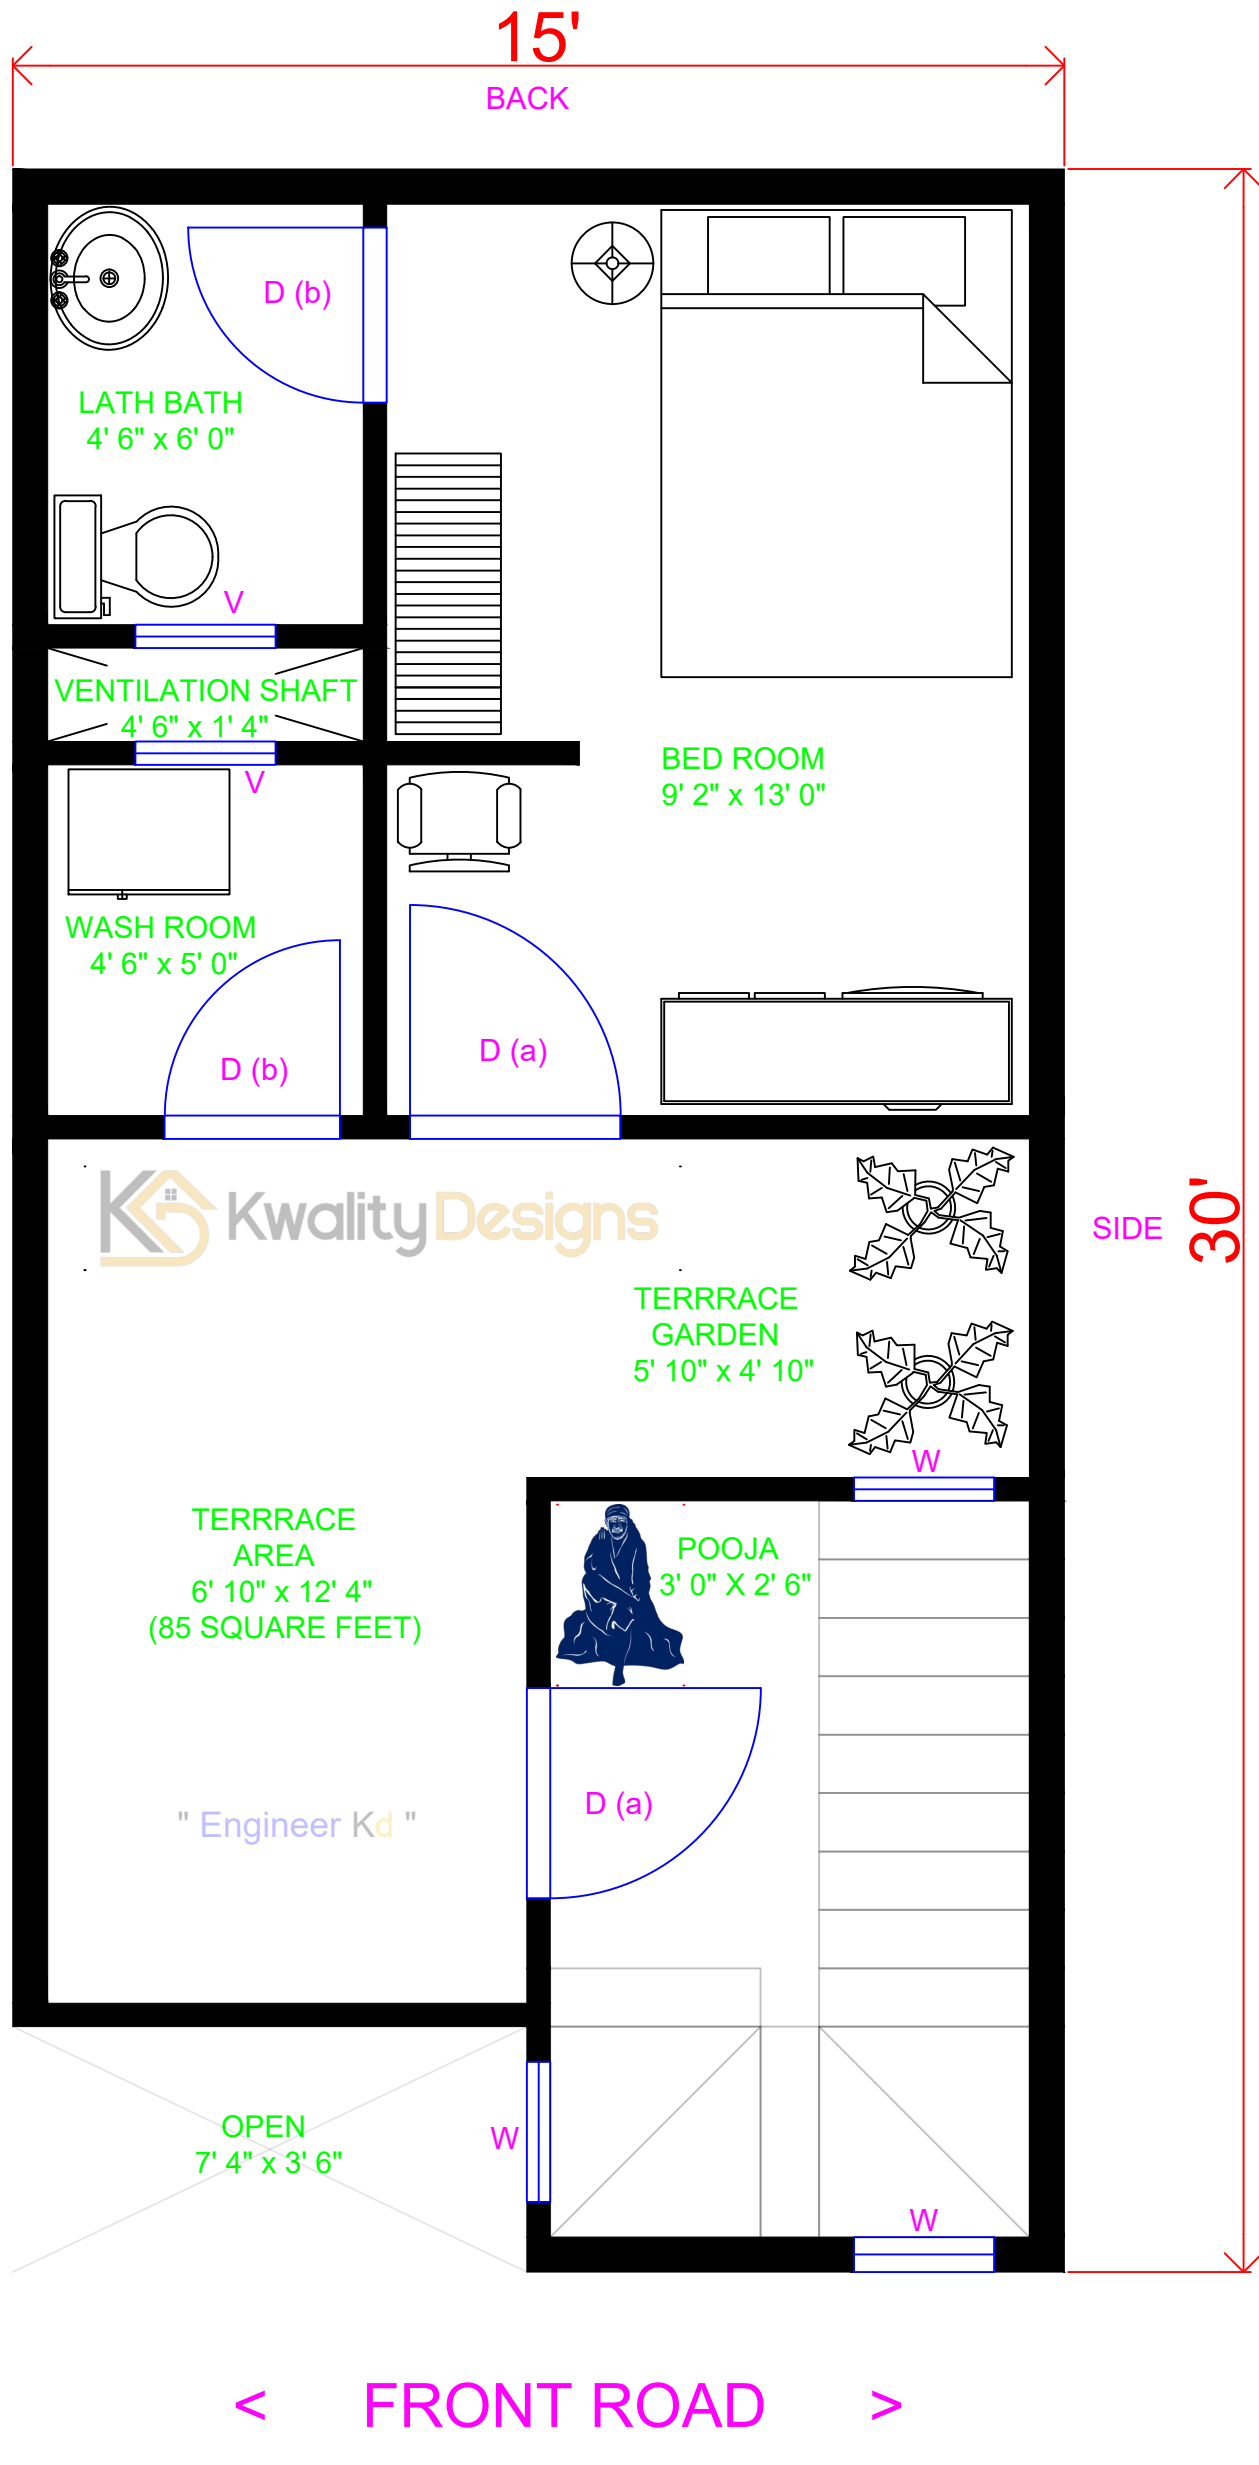 15'
BACK
D (b)
LATH BATH
4' 6" x 6' 0"
V
VENTILATION SHAFT
4' 6" x 1' 4"
V
BED ROOM
9' 2" x 13' 0"
WASH ROOM
4' 6" x 5' 0"
D (b)
D (a)
KwalityDesigns
SIDE
30'
TERRRACE
GARDEN
5' 10" x 4' 10"
W
TERRRACE
AREA
6' 10" x 12' 4"
(85 SQUARE FEET)
POOJA
3' 0" X 2' 6"
D (a)
" Engineer Kd "
OPEN
7' 4" x 3' 6"
W
W
< FRONT ROAD >